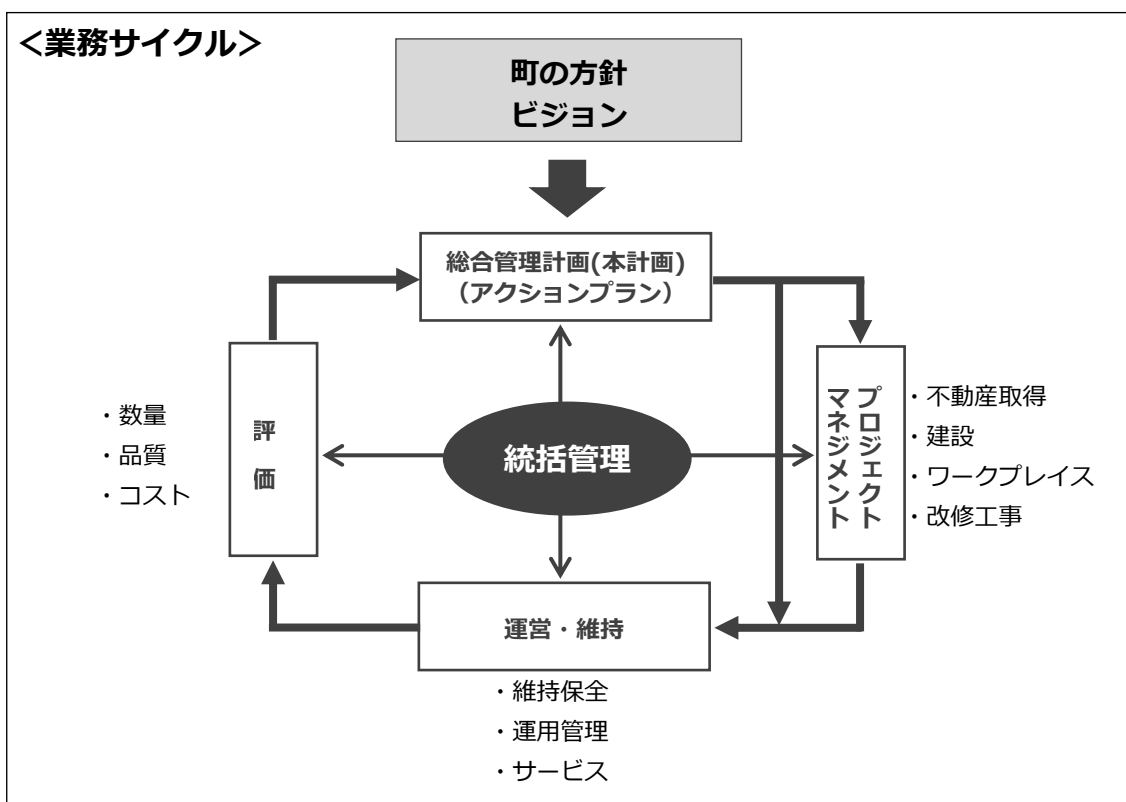 ＜業務サイクル＞
町の方針
ビジョン
総合管理計画(本計画)
（アクションプラン）
評価
・数量
・品質
・コスト
統括管理
プロジェクト
マネジメント
・不動産取得
・建設
・ワークプレイス
・改修工事
運営・維持
・維持保全
・運用管理
・サービス